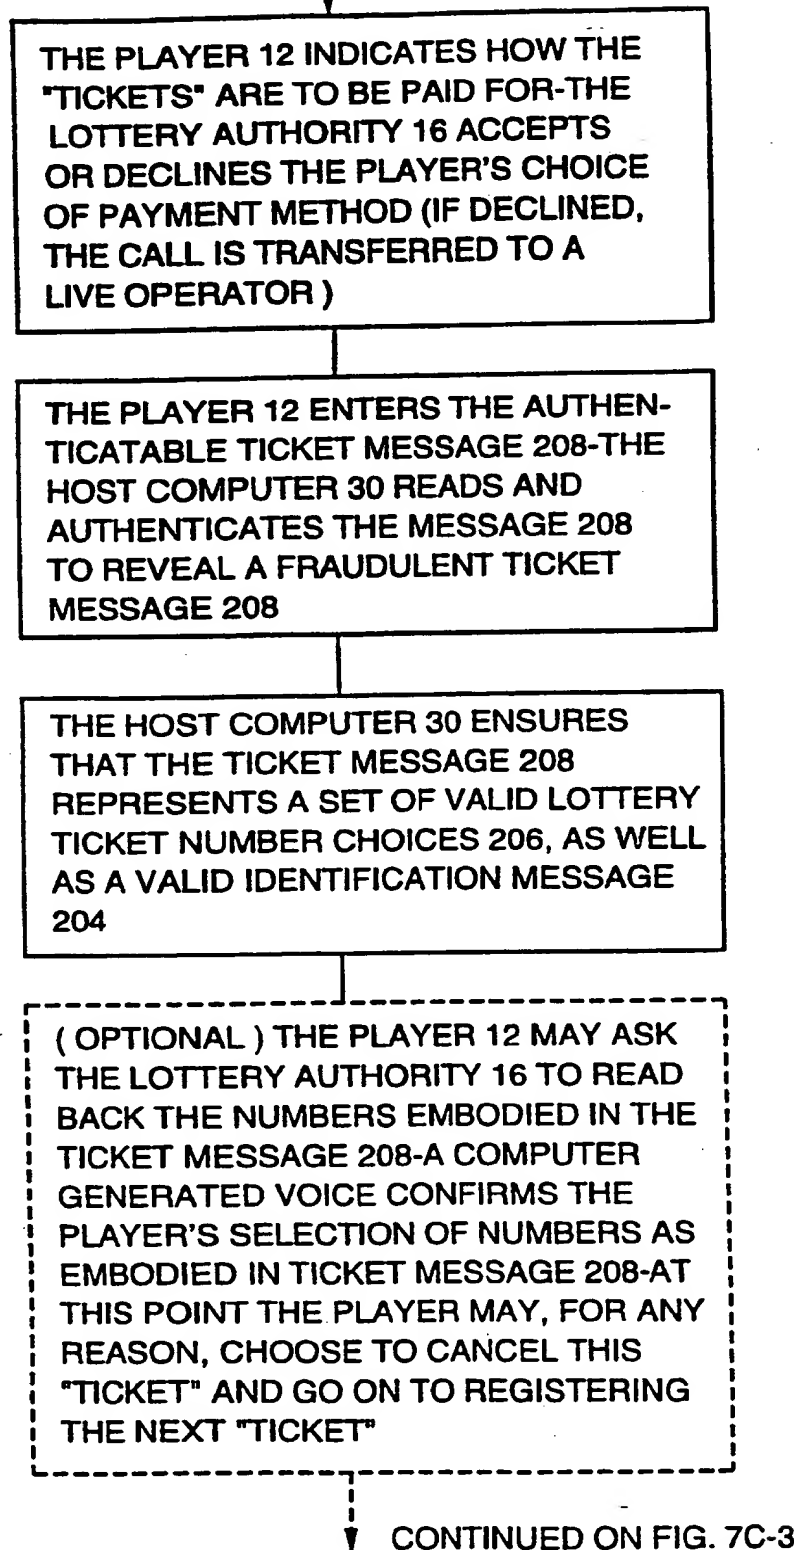 THE PLAYER 12 INDICATES HOW THE
"TICKETS" ARE TO BE PAID FOR-THE
LOTTERY AUTHORITY 16 ACCEPTS
OR DECLINES THE PLAYER'S CHOICE
OF PAYMENT METHOD (IF DECLINED,
THE CALL IS TRANSFERRED TO A
LIVE OPERATOR )
THE PLAYER 12 ENTERS THE AUTHEN-
TICATABLE TICKET MESSAGE 208-THE
HOST COMPUTER 30 READS AND
AUTHENTICATES THE MESSAGE 208
TO REVEAL A FRAUDULENT TICKET
MESSAGE 208
THE HOST COMPUTER 30 ENSURES
THAT THE TICKET MESSAGE 208
REPRESENTS A SET OF VALID LOTTERY
TICKET NUMBER CHOICES 206, AS WELL
AS A VALID IDENTIFICATION MESSAGE
204
( OPTIONAL ) THE PLAYER 12 MAY ASK
THE LOTTERY AUTHORITY 16 TO READ
BACK THE NUMBERS EMBODIED IN THE
TICKET MESSAGE 208-A COMPUTER
GENERATED VOICE CONFIRMS THE
PLAYER'S SELECTION OF NUMBERS AS
EMBODIED IN TICKET MESSAGE 208-AT
THIS POINT THE PLAYER MAY, FOR ANY
REASON, CHOOSE TO CANCEL THIS
"TICKET" AND GO ON TO REGISTERING
THE NEXT "TICKET"
CONTINUED ON FIG. 7C-3